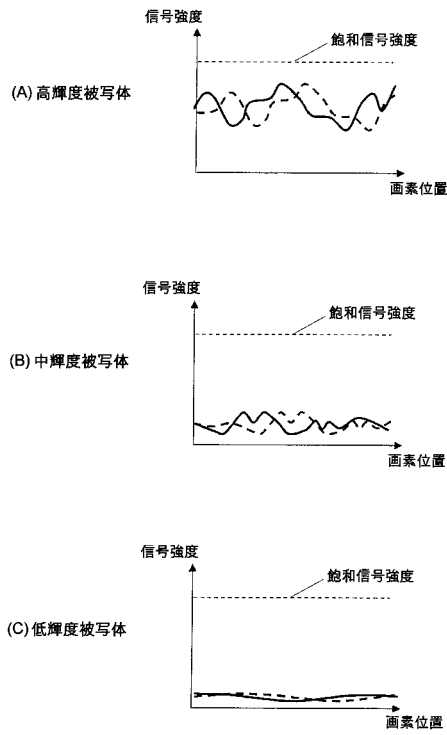 信号強度
飽和信号強度
(A) 高輝度被写体
画素位置
信号強度
飽和信号強度
(B) 中輝度被写体
画素位置
信号強度
飽和信号強度
(C) 低輝度被写体
画素位置